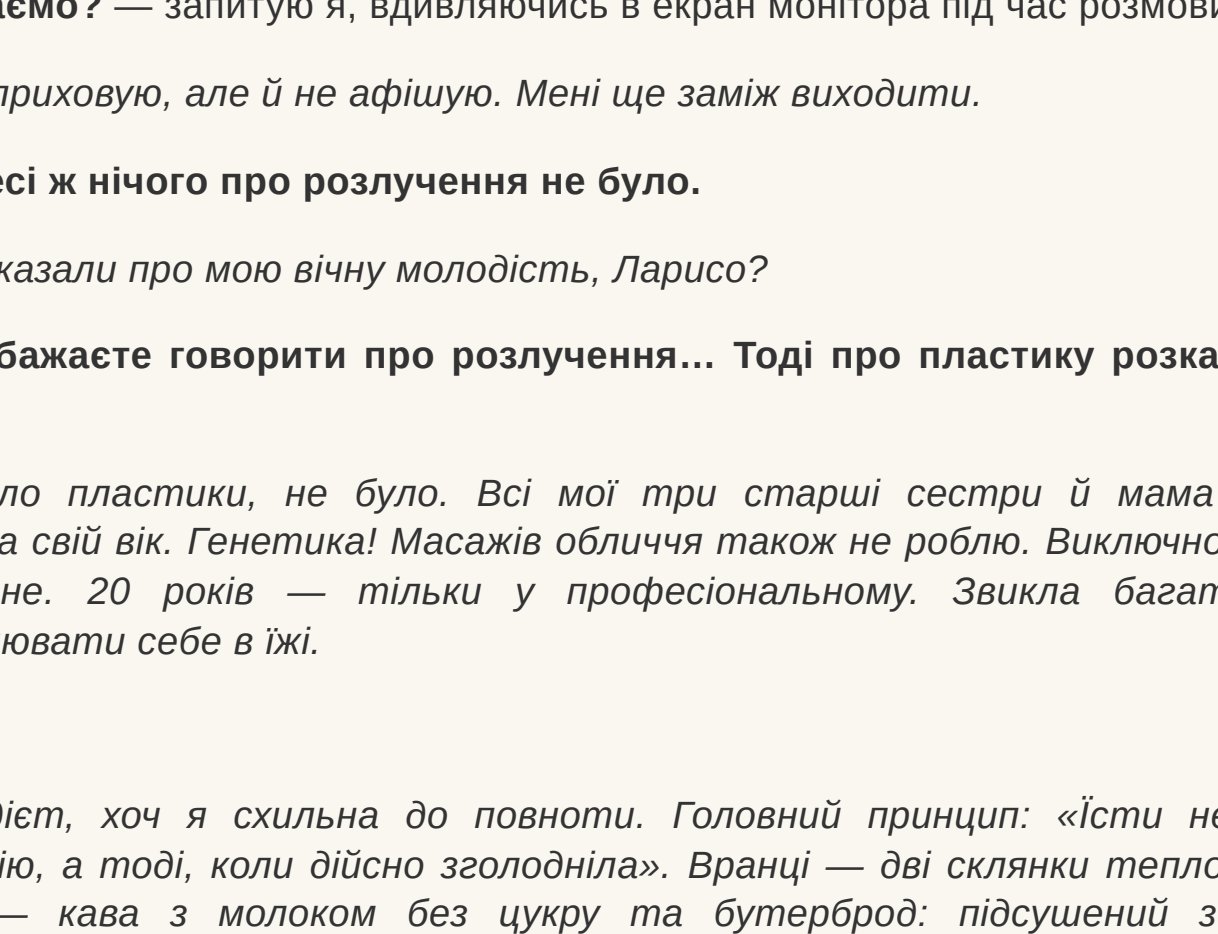 аємо? — запитую я, вдивляючись в екран монітора під час розмови
приховую, але й не афішую. Мені ще заміж виходити.
есі ж нічого про розлучення не було.
казали про мою вічну молодість, Ларисо?
бажаєте говорити про розлучення... Тоді про пластику розка
ло пластики, не було. Всі мої три старші сестри й мама
а свій вік. Генетика! Масажів обличчя також не роблю. Виключно
не. 20 років — тільки у професіональному. Звикла багат
ювати себе в їжі.
дієт, хоч я схильна до повноти. Головний принцип: «Їсти не
ію, а тоді, коли дійсно зголодніла». Вранці — дві склянки тепло
— кава з молоком без цукру та бутерброд: підсушений з